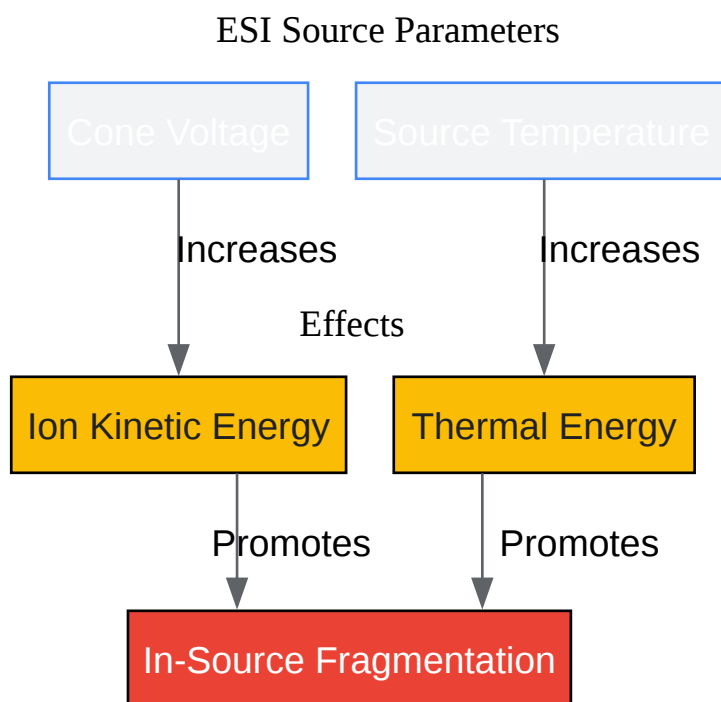 ESI Source Parameters
Cone Voltage
Source Temperature
Increases
Increases
Effects
Ion Kinetic Energy
Thermal Energy
Promotes
Promotes
In-Source Fragmentation